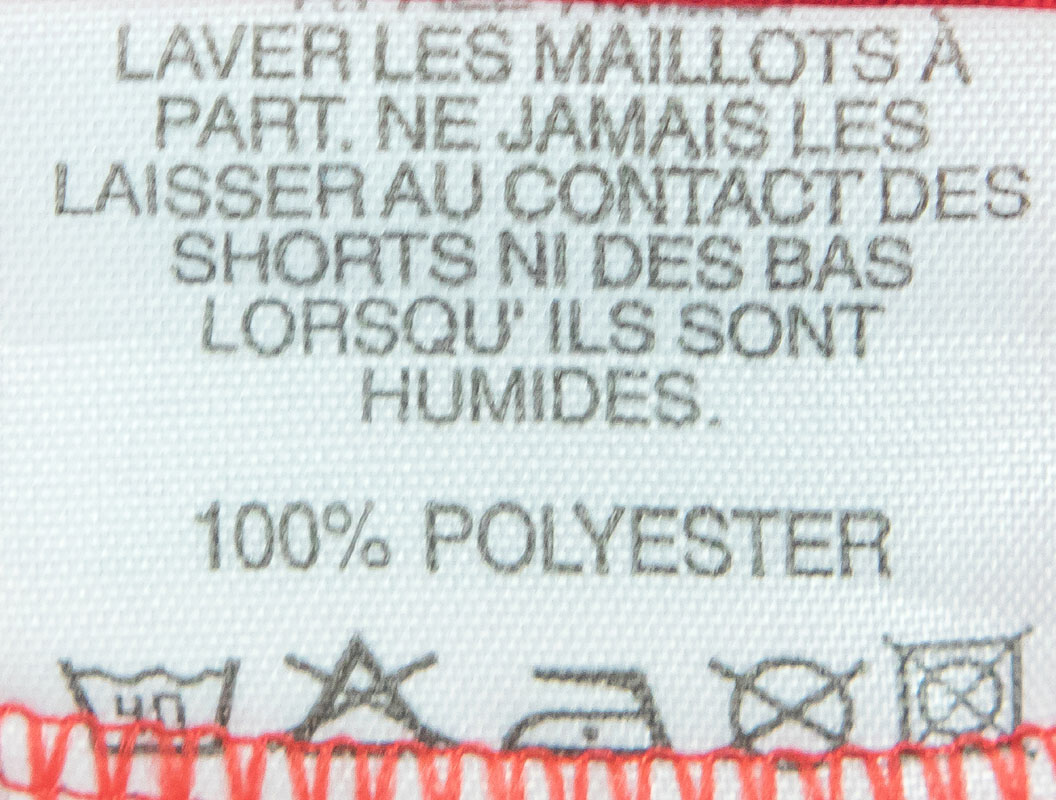 LAVER LES MAILLOTS À
PART. NE JAMAIS LES
LAISSER AU CONTACT DES
SHORTS NI DES BAS
LORSQU' ILS SONT
HUMIDES.
100% POLYESTER
40